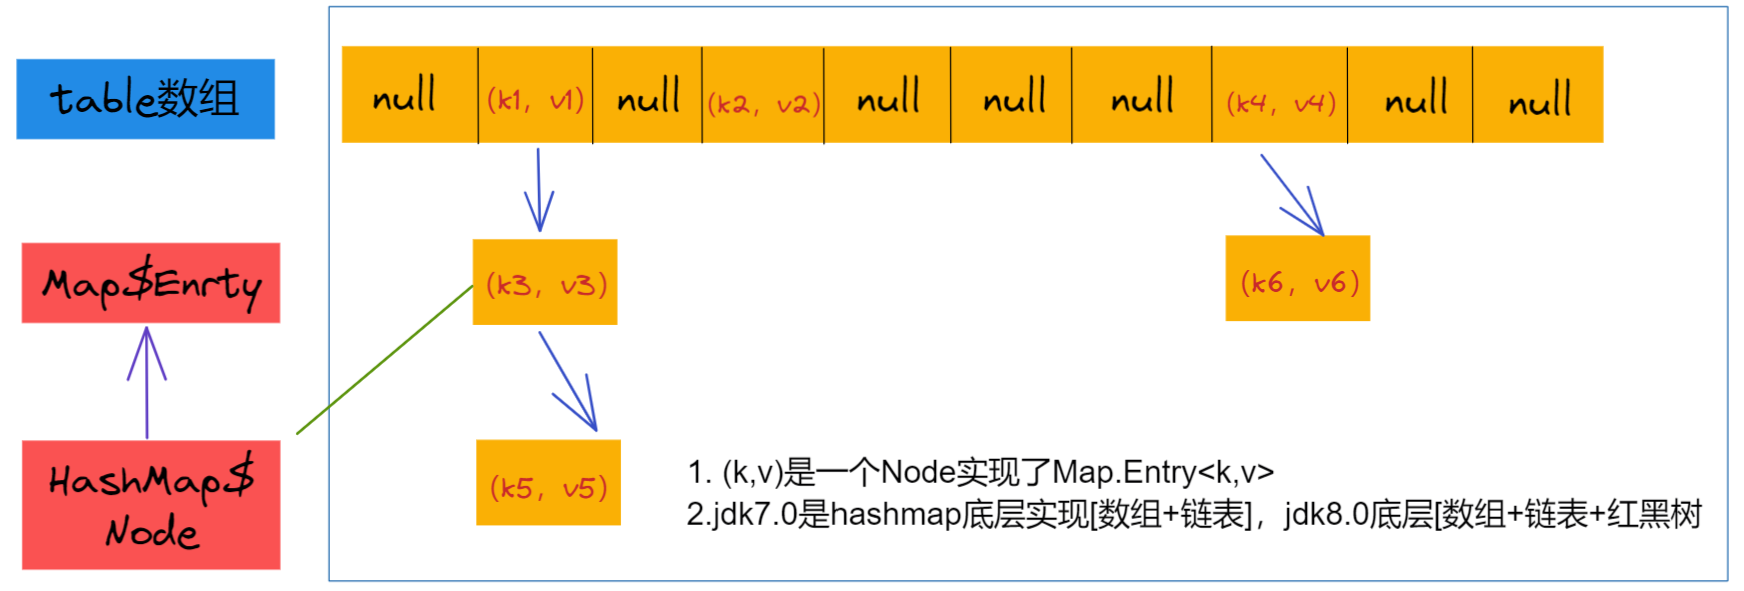 table数组
null
(k1, v1)
null
(k2, v2)
null
null
null
(k4, v4)
null
null
Map$Enrty
(k3, v3)
(k6, v6)
HashMap$
Node
(k5, v5)
1. (k,v)是一个Node实现了Map.Entry<k,v>
2.jdk7.0是hashmap底层实现[数组+链表]，jdk8.0底层[数组+链表+红黑树